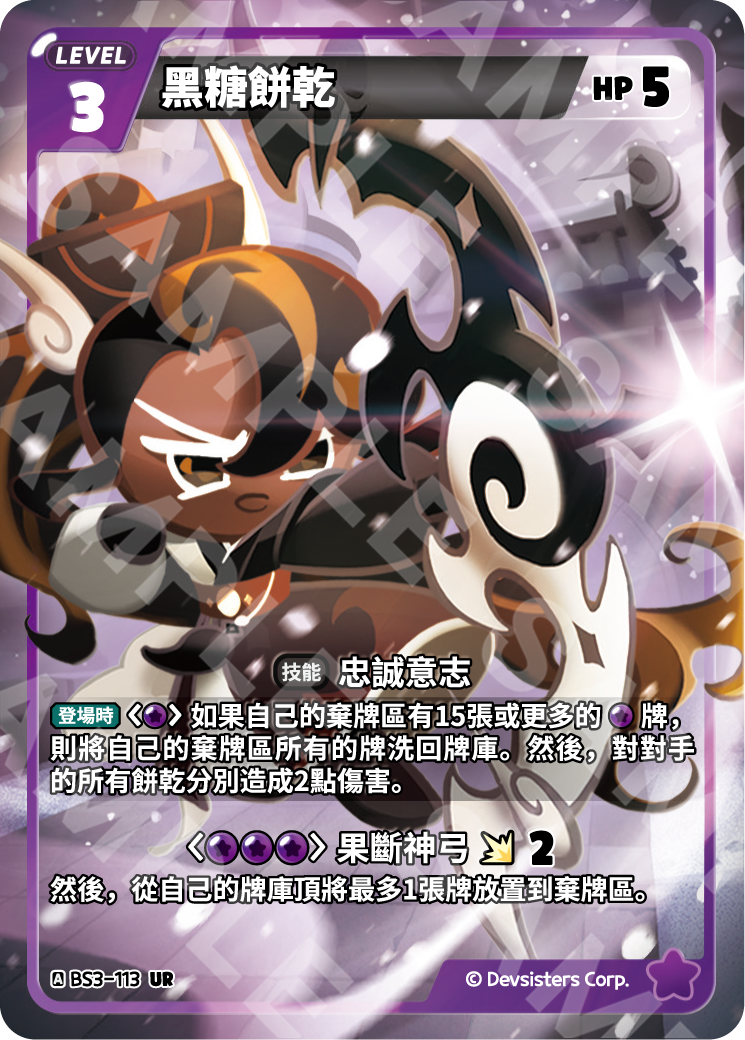 LEVEL
3
黑糖餅乾
HP 5
技能 忠誠意志
登場時 〈★〉如果自己的棄牌區有15張或更多的 ★ 牌，
則將自己的棄牌區所有的牌洗回牌庫。然後，對對手
的所有餅乾分別造成2點傷害。
〈★★★〉果斷神弓 2
然後，從自己的牌庫頂將最多1張牌放置到棄牌區。
A BS3-113 UR
© Devsisters Corp.
SAMPLE